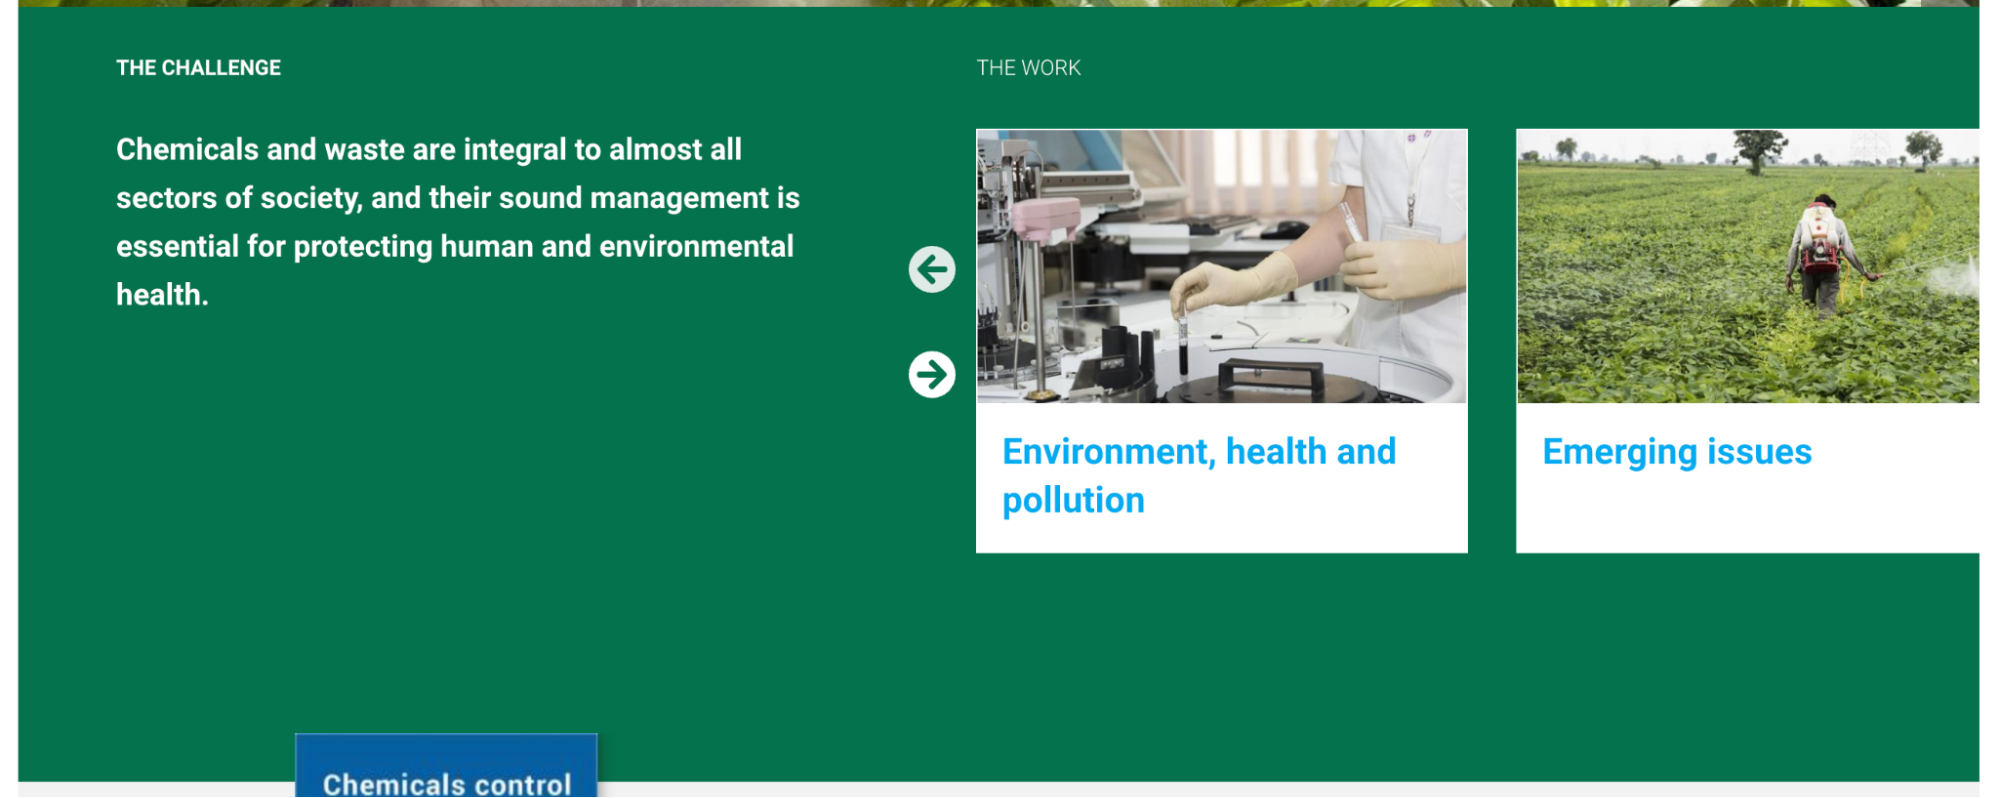 THE CHALLENGE
Chemicals and waste are integral to almost all
sectors of society, and their sound management is
essential for protecting human and environmental
health.
THE WORK
Environment, health and
pollution
Emerging issues
Chemicals control